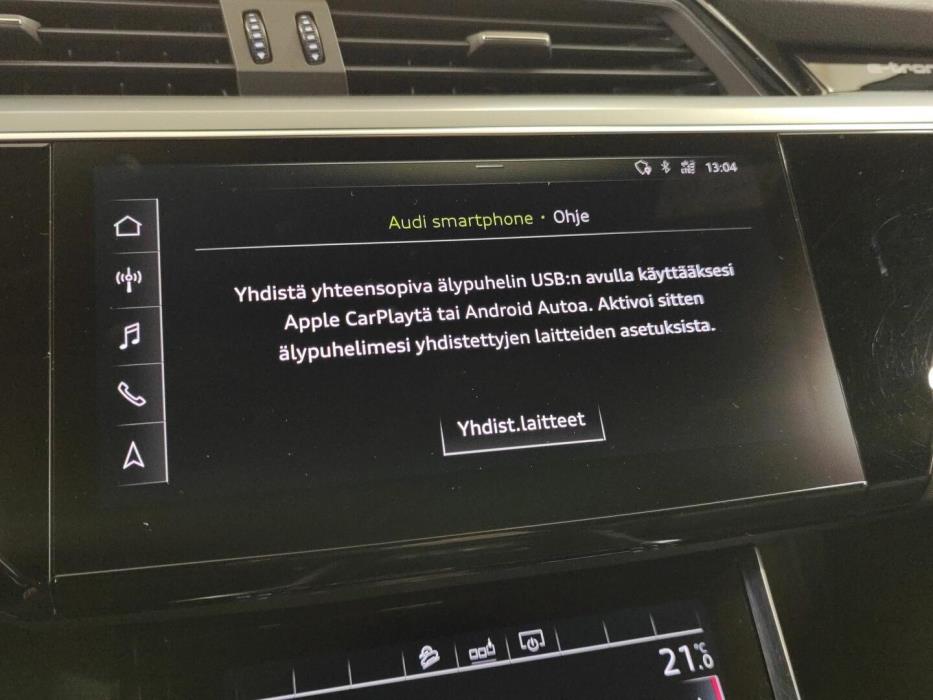 e-tron
13:04
Audi smartphone · Ohje
Yhdistä yhteensopiva älypuhelin USB:n avulla käyttääksesi
Apple CarPlaytä tai Android Autoa. Aktivoi sitten
älypuhelimesi yhdistettyjen laitteiden asetuksista.
Yhdist.laitteet
21.0 °C